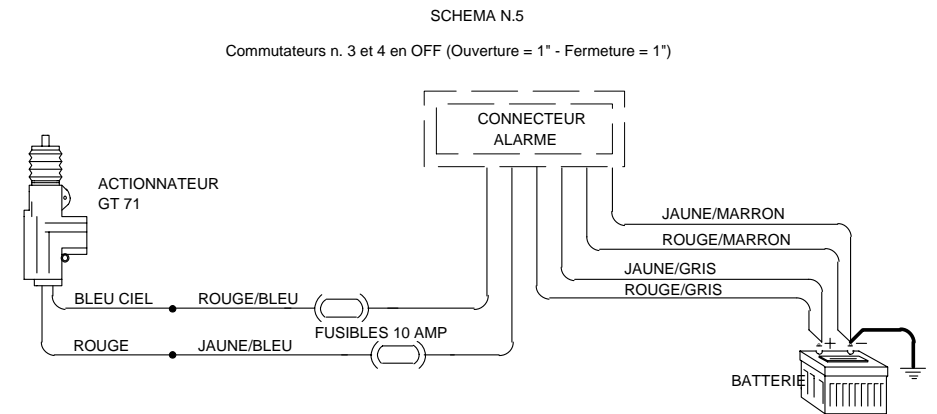 SCHEMA N.5
Commutateurs n. 3 et 4 en OFF (Ouverture = 1" - Fermeture = 1")
CONNECTEUR
ALARME
ACTIONNATEUR
GT 71
JAUNE/MARRON
ROUGE/MARRON
JAUNE/GRIS
ROUGE/GRIS
BLEU CIEL
ROUGE/BLEU
FUSIBLES 10 AMP
ROUGE
JAUNE/BLEU
+ −
BATTERIE